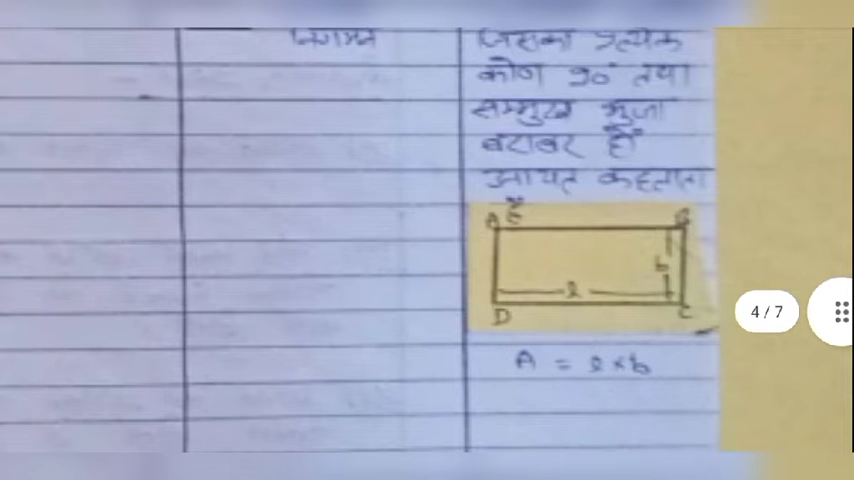 जिसका प्रत्येक
कोण 90° तथा
सम्मुख भुजा
बराबर हो
आयत कहलाता
है
A B
b
l
D C
A = l × b
4 / 7